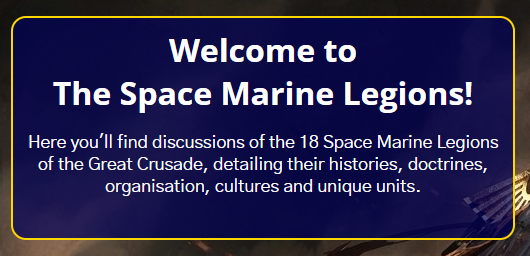 Welcome to
The Space Marine Legions!
Here you'll find discussions of the 18 Space Marine Legions
of the Great Crusade, detailing their histories, doctrines,
organisation, cultures and unique units.